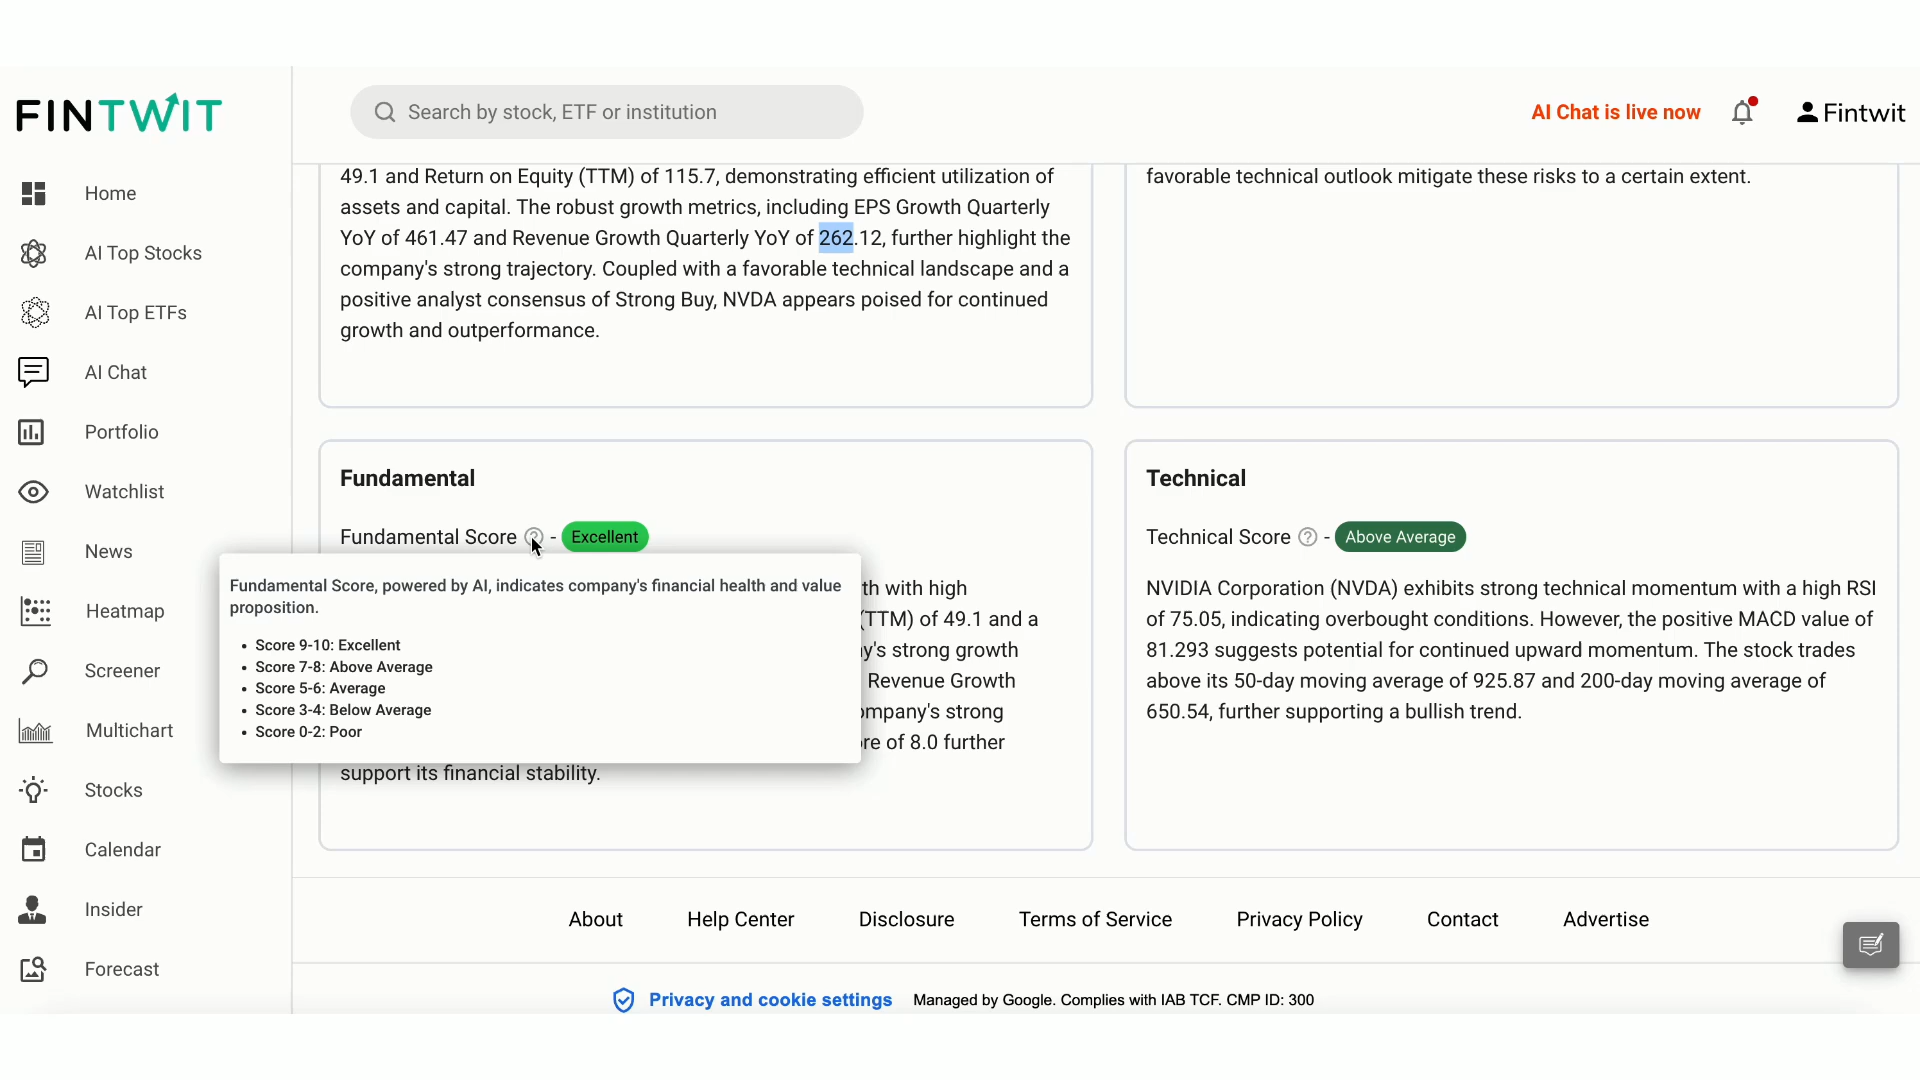 FINTWIT
Search by stock, ETF or institution
AI Chat is live now
Fintwit
Home
AI Top Stocks
AI Top ETFs
AI Chat
Portfolio
Watchlist
News
Heatmap
Screener
Multichart
Stocks
Calendar
Insider
Forecast
49.1 and Return on Equity (TTM) of 115.7, demonstrating efficient utilization of
assets and capital. The robust growth metrics, including EPS Growth Quarterly
YoY of 461.47 and Revenue Growth Quarterly YoY of 262.12, further highlight the
company's strong trajectory. Coupled with a favorable technical landscape and a
positive analyst consensus of Strong Buy, NVDA appears poised for continued
growth and outperformance.
favorable technical outlook mitigate these risks to a certain extent.
Fundamental
Fundamental Score ? - Excellent
Fundamental Score, powered by AI, indicates company's financial health and value
proposition.
• Score 9-10: Excellent
• Score 7-8: Above Average
• Score 5-6: Average
• Score 3-4: Below Average
• Score 0-2: Poor
with high
(TTM) of 49.1 and a
strong growth
Revenue Growth
strong
of 8.0 further
support its financial stability.
Technical
Technical Score ? - Above Average
NVIDIA Corporation (NVDA) exhibits strong technical momentum with a high RSI
of 75.05, indicating overbought conditions. However, the positive MACD value of
81.293 suggests potential for continued upward momentum. The stock trades
above its 50-day moving average of 925.87 and 200-day moving average of
650.54, further supporting a bullish trend.
About
Help Center
Disclosure
Terms of Service
Privacy Policy
Contact
Advertise
Privacy and cookie settings
Managed by Google. Complies with IAB TCF. CMP ID: 300